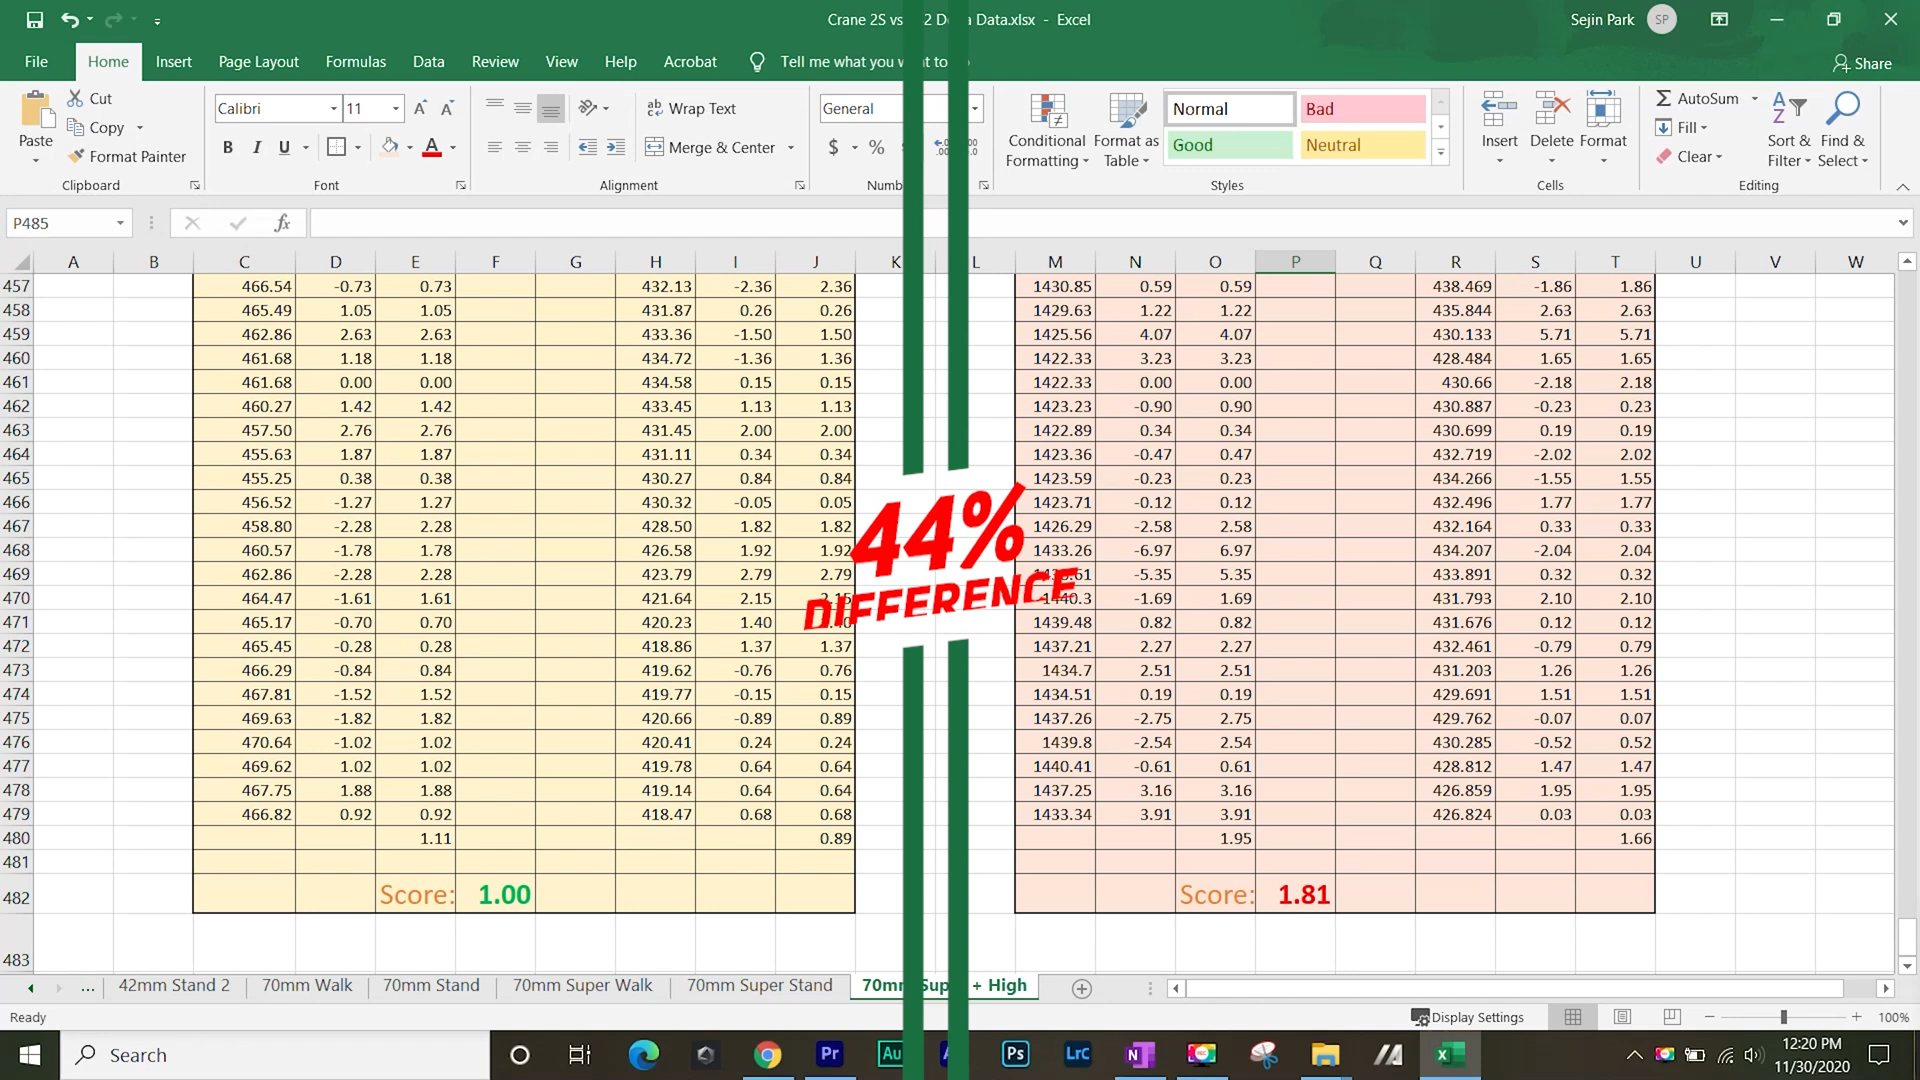 Crane 2S vs
2 De
a Data.xlsx - Excel
Sejin Park
SP
File
Home
Insert
Page Layout
Formulas
Data
Review
View
Help
Acrobat
Tell me what you w
nt to
Share
Paste
Cut
Copy
Format Painter
Clipboard
Calibri
11
B I U
Font
Wrap Text
Merge & Center
Alignment
General
$ %
Numb
Conditional Formatting
Format as Table
Normal
Bad
Good
Neutral
Styles
Insert
Delete
Format
Cells
AutoSum
Fill
Clear
Sort & Filter
Find & Select
Editing
P485
fx
A B C D E F G H I J K L M N O P Q R S T U V W
457 466.54 -0.73 0.73 432.13 -2.36 2.36 1430.85 0.59 0.59 438.469 -1.86 1.86
458 465.49 1.05 1.05 431.87 0.26 0.26 1429.63 1.22 1.22 435.844 2.63 2.63
459 462.86 2.63 2.63 433.36 -1.50 1.50 1425.56 4.07 4.07 430.133 5.71 5.71
460 461.68 1.18 1.18 434.72 -1.36 1.36 1422.33 3.23 3.23 428.484 1.65 1.65
461 461.68 0.00 0.00 434.58 0.15 0.15 1422.33 0.00 0.00 430.66 -2.18 2.18
462 460.27 1.42 1.42 433.45 1.13 1.13 1423.23 -0.90 0.90 430.887 -0.23 0.23
463 457.50 2.76 2.76 431.45 2.00 2.00 1422.89 0.34 0.34 430.699 0.19 0.19
464 455.63 1.87 1.87 431.11 0.34 0.34 1423.36 -0.47 0.47 432.719 -2.02 2.02
465 455.25 0.38 0.38 430.27 0.84 0.84 1423.59 -0.23 0.23 434.266 -1.55 1.55
466 456.52 -1.27 1.27 430.32 -0.05 0.05 1423.71 -0.12 0.12 432.496 1.77 1.77
467 458.80 -2.28 2.28 428.50 1.82 1.82 1426.29 -2.58 2.58 432.164 0.33 0.33
468 460.57 -1.78 1.78 426.58 1.92 1.92 1433.26 -6.97 6.97 434.207 -2.04 2.04
469 462.86 -2.28 2.28 423.79 2.79 2.79 -5.35 5.35 433.891 0.32 0.32
470 464.47 -1.61 1.61 421.64 2.15 1440.3 -1.69 1.69 431.793 2.10 2.10
471 465.17 -0.70 0.70 420.23 1.40 1439.48 0.82 0.82 431.676 0.12 0.12
472 465.45 -0.28 0.28 418.86 1.37 1.37 1437.21 2.27 2.27 432.461 -0.79 0.79
473 466.29 -0.84 0.84 419.62 -0.76 0.76 1434.7 2.51 2.51 431.203 1.26 1.26
474 467.81 -1.52 1.52 419.77 -0.15 0.15 1434.51 0.19 0.19 429.691 1.51 1.51
475 469.63 -1.82 1.82 420.66 -0.89 0.89 1437.26 -2.75 2.75 429.762 -0.07 0.07
476 470.64 -1.02 1.02 420.41 0.24 0.24 1439.8 -2.54 2.54 430.285 -0.52 0.52
477 469.62 1.02 1.02 419.78 0.64 0.64 1440.41 -0.61 0.61 428.812 1.47 1.47
478 467.75 1.88 1.88 419.14 0.64 0.64 1437.25 3.16 3.16 426.859 1.95 1.95
479 466.82 0.92 0.92 418.47 0.68 0.68 1433.34 3.91 3.91 426.824 0.03 0.03
480 1.11 0.89 1.95 1.66
481
482 Score: 1.00 Score: 1.81
483
44%
DIFFERENCE
... 42mm Stand 2
70mm Walk
70mm Stand
70mm Super Walk
70mm Super Stand
70mm Sup
+ High
Ready
Display Settings
100%
Search
Pr
Au
Ps
LrC
N
12:20 PM
11/30/2020